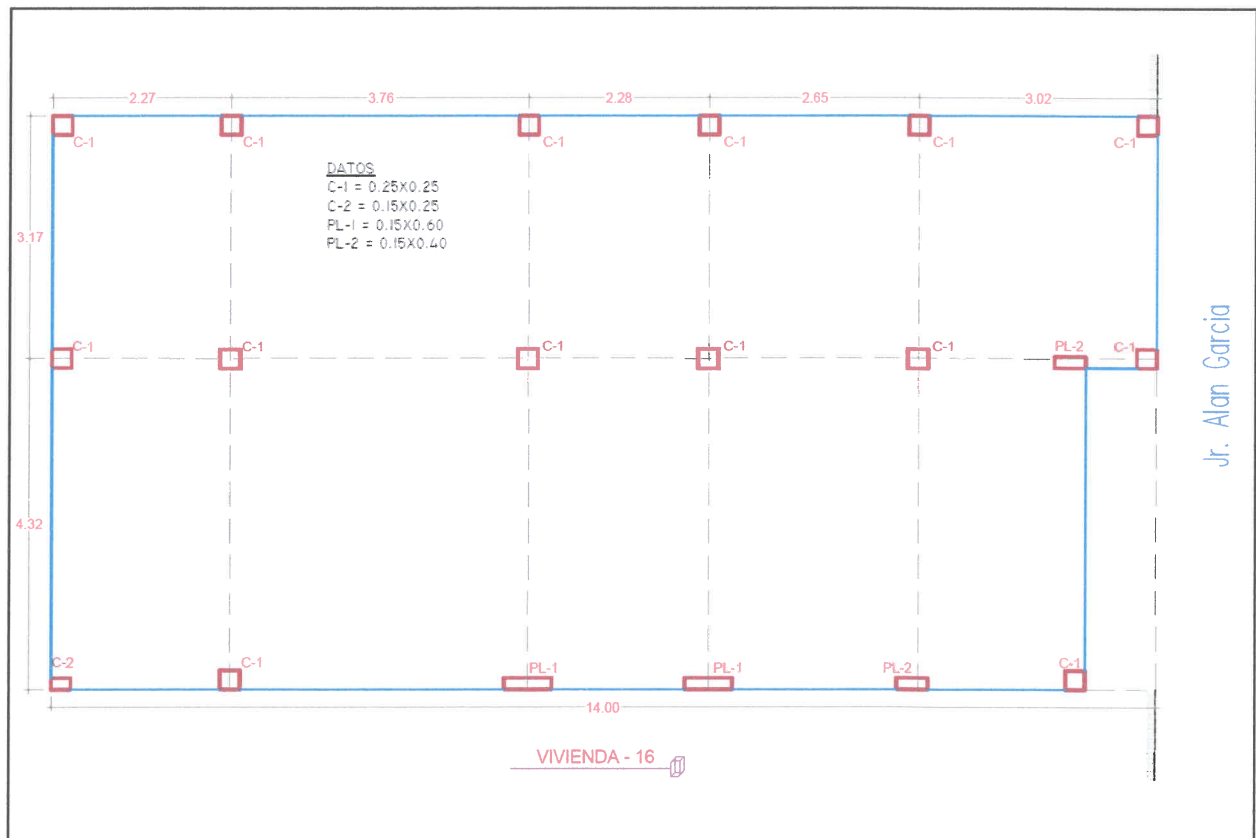 2.27 3.76 2.28 2.65 3.02
C-1 C-1 C-1 C-1 C-1 C-1
DATOS
C-1 = 0.25X0.25
C-2 = 0.15X0.25
PL-1 = 0.15X0.60
PL-2 = 0.15X0.40
3.17
C-1 C-1 C-1 C-1 C-1 PL-2 C-1
Jr. Alan Garcia
4.32
C-2 C-1 PL-1 PL-1 PL-2 C-1
14.00
VIVIENDA - 16